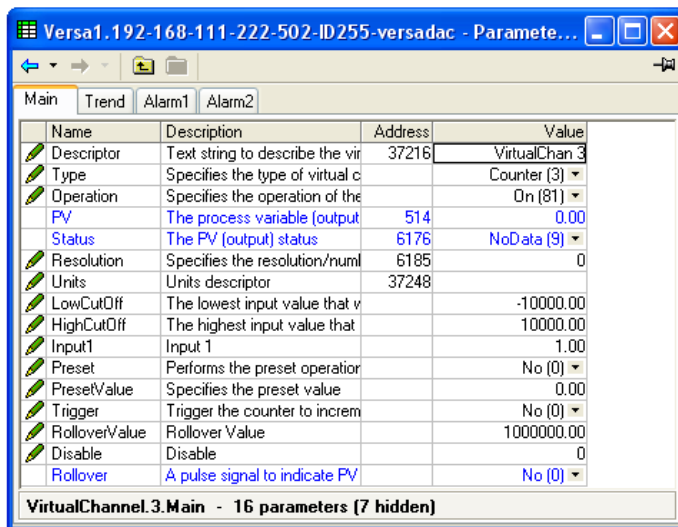 Versa1.192-168-111-222-502-ID255-versadac - Paramete...
Main Trend Alarm1 Alarm2
Name Description Address Value
Descriptor Text string to describe the vir 37216 VirtualChan 3
Type Specifies the type of virtual c Counter (3)
Operation Specifies the operation of the On (81)
PV The process variable (output 514 0.00
Status The PV (output) status 6176 NoData (9)
Resolution Specifies the resolution/numl 6185 0
Units Units descriptor 37248
LowCutOff The lowest input value that w -10000.00
HighCutOff The highest input value that 10000.00
Input1 Input 1 1.00
Preset Performs the preset operation No (0)
PresetValue Specifies the preset value 0.00
Trigger Trigger the counter to increm No (0)
RolloverValue Rollover Value 1000000.00
Disable Disable 0
Rollover A pulse signal to indicate PV No (0)
VirtualChannel.3.Main - 16 parameters (7 hidden)